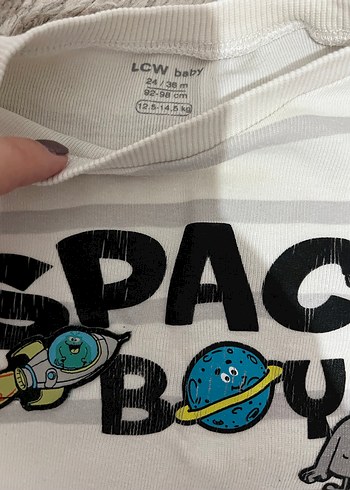 LCW baby
24 / 36 m
92-98 cm
12,5-14,5 kg
SPAC
BOY